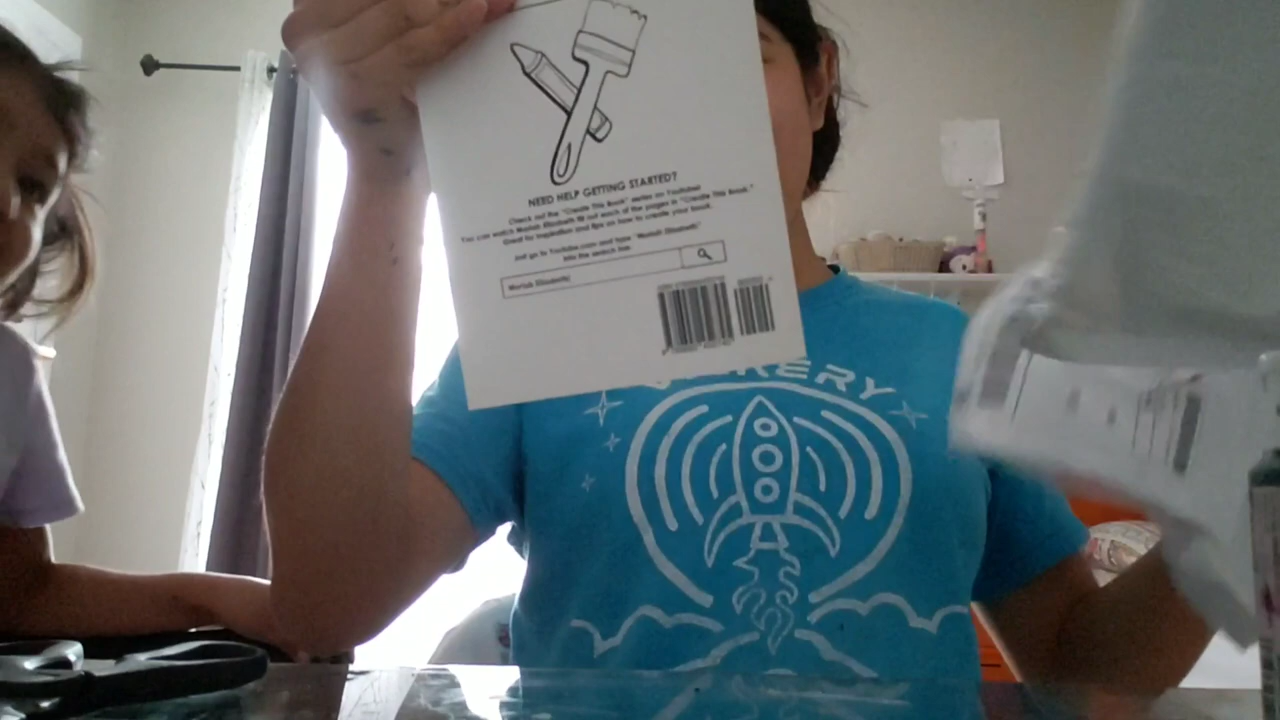 NEED HELP GETTING STARTED?
Check out the "Create This Book" series on YouTube!
You can watch Moriah Elizabeth fill out each of the pages in "Create This Book."
Great for inspiration and tips on how to create your book.
Just go to Youtube.com and type "Moriah Elizabeth"
into the search bar.
Moriah Elizabeth|